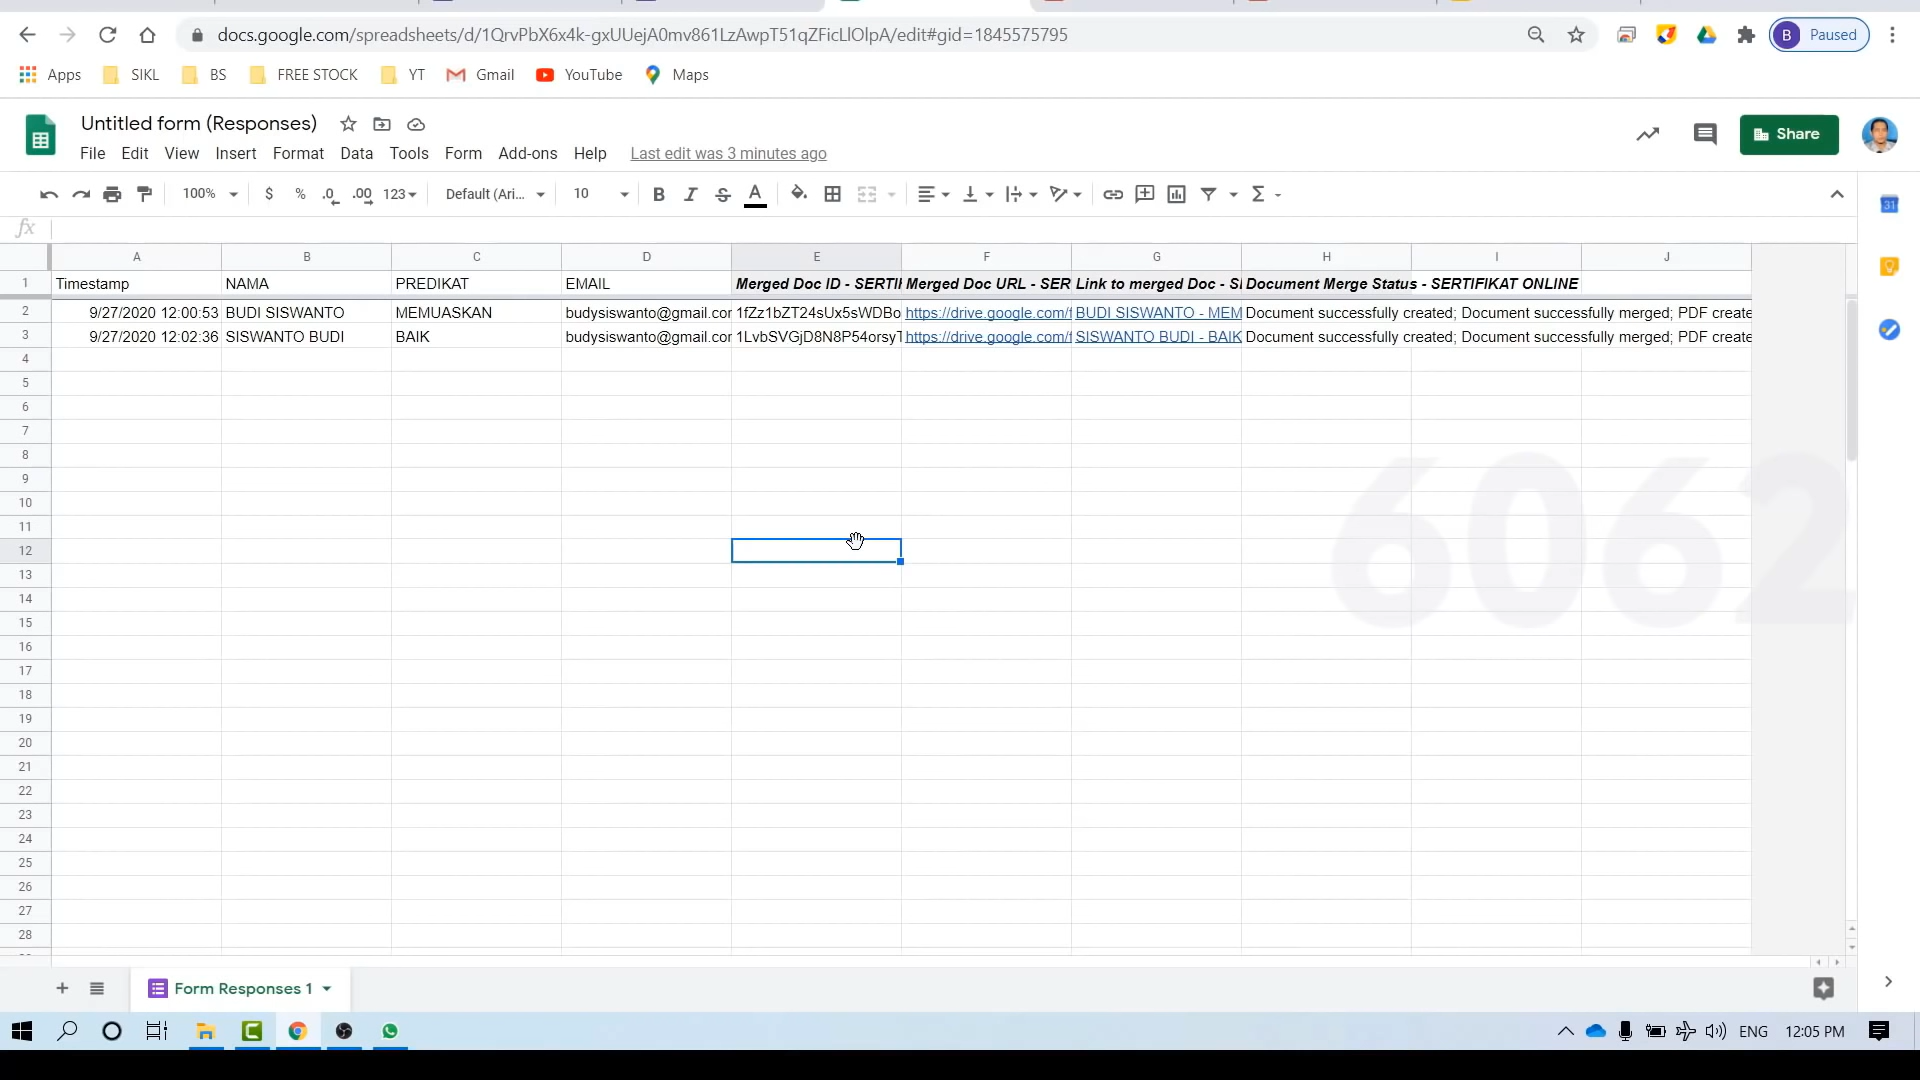 docs.google.com/spreadsheets/d/1QrvPbX6x4k-gxUUejA0mv861LzAwpT51qZFicLlOlpA/edit#gid=1845575795
B Paused
Apps SIKL BS FREE STOCK YT Gmail YouTube Maps
Untitled form (Responses)
Share
File Edit View Insert Format Data Tools Form Add-ons Help Last edit was 3 minutes ago
100% $ % .0 .00 123 Default (Ari... 10 B I S A
fx
A B C D E F G H I J
1 Timestamp NAMA PREDIKAT EMAIL Merged Doc ID - SERTII Merged Doc URL - SER Link to merged Doc - SI Document Merge Status - SERTIFIKAT ONLINE
2 9/27/2020 12:00:53 BUDI SISWANTO MEMUASKAN budysiswanto@gmail.cor 1fZz1bZT24sUx5sWDBo https://drive.google.com/f BUDI SISWANTO - MEM Document successfully created; Document successfully merged; PDF create
3 9/27/2020 12:02:36 SISWANTO BUDI BAIK budysiswanto@gmail.cor 1LvbSVGjD8N8P54orsyT https://drive.google.com/f SISWANTO BUDI - BAIK Document successfully created; Document successfully merged; PDF create
4
5
6
7
8
9
10
11
12
13
14
15
16
17
18
19
20
21
22
23
24
25
26
27
28
6062
Form Responses 1
ENG 12:05 PM